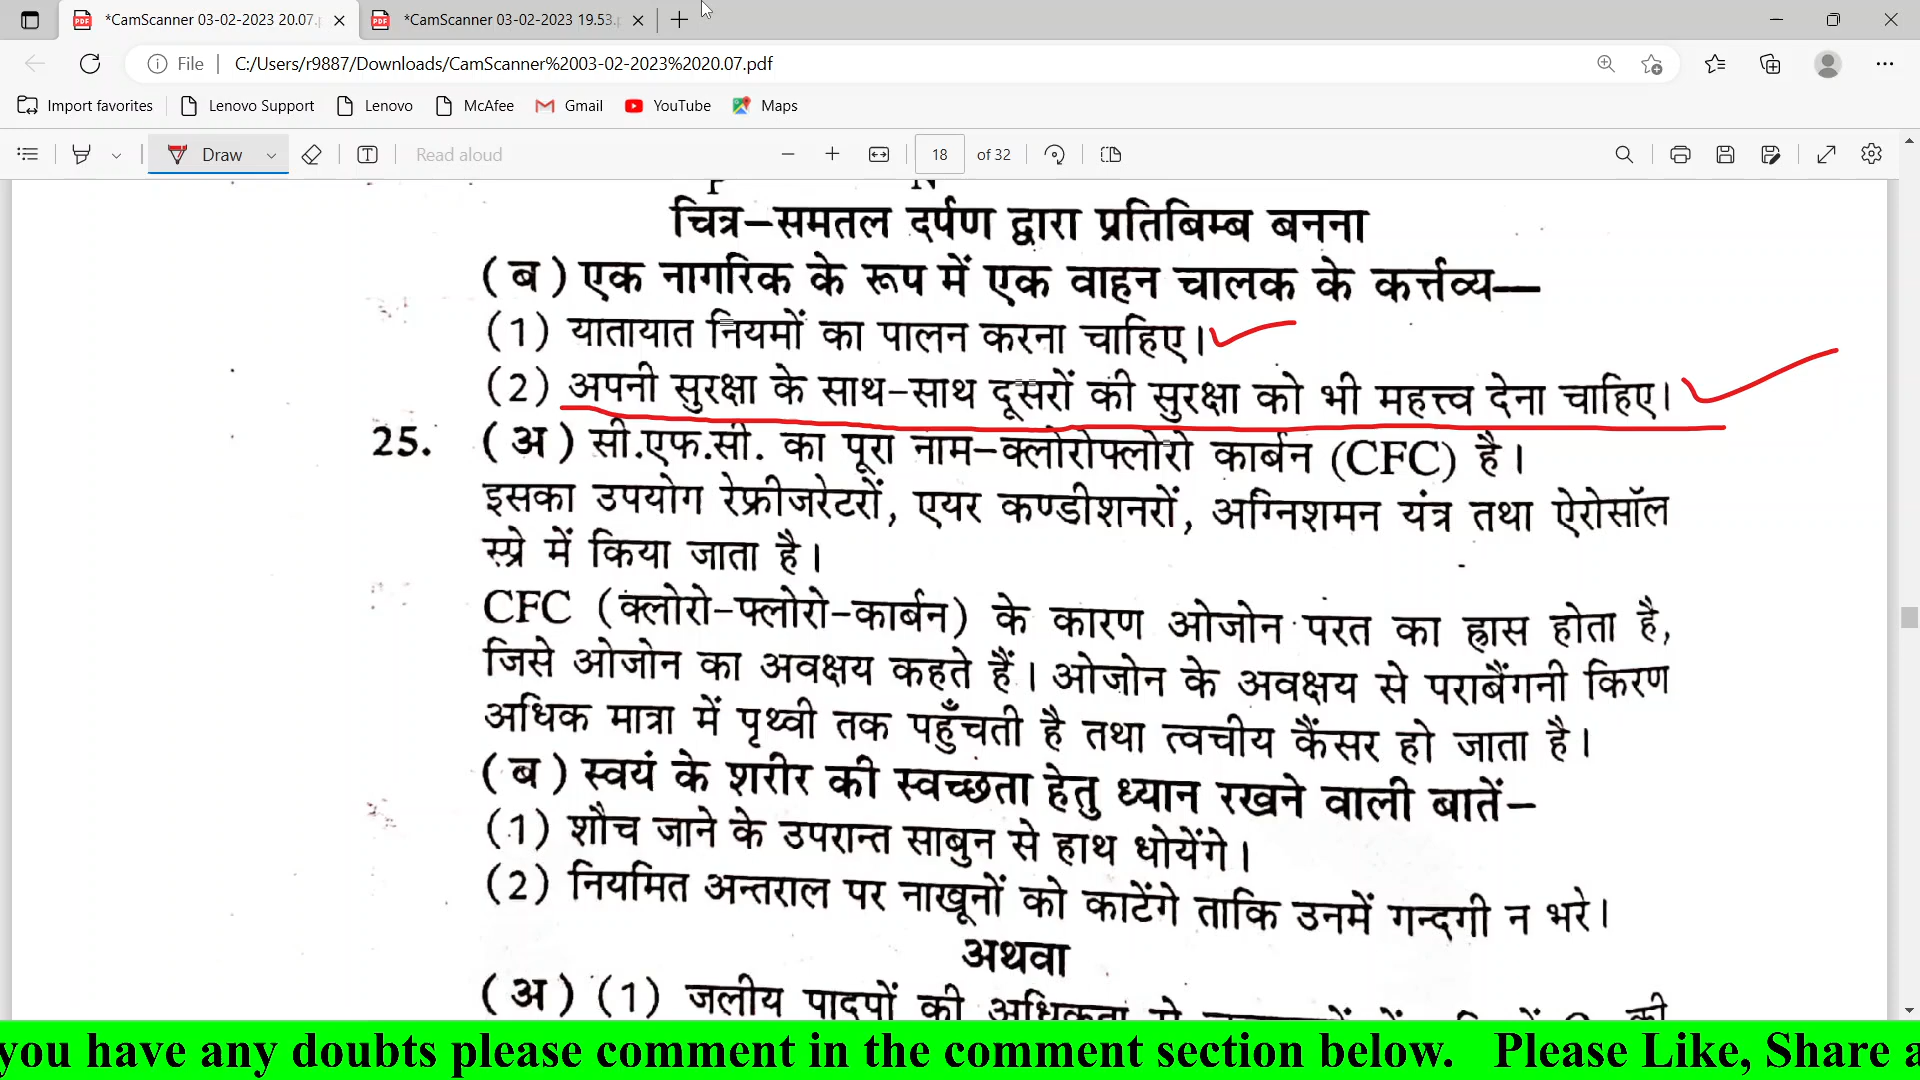 *CamScanner 03-02-2023 20.07.
*CamScanner 03-02-2023 19.53.
File
C:/Users/r9887/Downloads/CamScanner%2003-02-2023%2020.07.pdf
Import favorites
Lenovo Support
Lenovo
McAfee
Gmail
YouTube
Maps
Draw
Read aloud
18
of 32
P N
चित्र–समतल दर्पण द्वारा प्रतिबिम्ब बनना
(ब) एक नागरिक के रूप में एक वाहन चालक के कर्त्तव्य—
(1) यातायात नियमों का पालन करना चाहिए।
(2) अपनी सुरक्षा के साथ-साथ दूसरों की सुरक्षा को भी महत्त्व देना चाहिए।
25. (अ) सी.एफ.सी. का पूरा नाम–क्लोरोफ्लोरो कार्बन (CFC) है।
इसका उपयोग रेफ्रीजरेटरों, एयर कण्डीशनरों, अग्निशमन यंत्र तथा ऐरोसॉल
स्प्रे में किया जाता है।
CFC (क्लोरो-फ्लोरो-कार्बन) के कारण ओजोन परत का ह्रास होता है,
जिसे ओजोन का अवक्षय कहते हैं। ओजोन के अवक्षय से पराबैंगनी किरण
अधिक मात्रा में पृथ्वी तक पहुँचती है तथा त्वचीय कैंसर हो जाता है।
(ब) स्वयं के शरीर की स्वच्छता हेतु ध्यान रखने वाली बातें–
(1) शौच जाने के उपरान्त साबुन से हाथ धोयेंगे।
(2) नियमित अन्तराल पर नाखूनों को काटेंगे ताकि उनमें गन्दगी न भरे।
अथवा
(अ) (1) जलीय पादपों की अधिकता से
you have any doubts please comment in the comment section below. Please Like, Share a